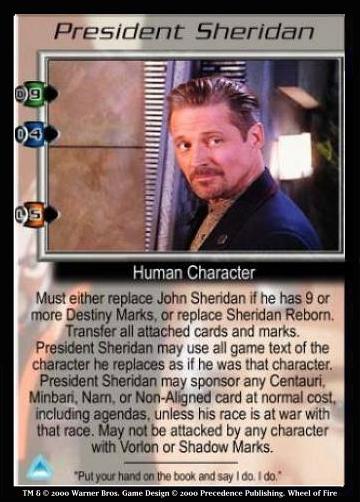 President Sheridan
9
4
5
Human Character
Must either replace John Sheridan if he has 9 or
more Destiny Marks, or replace Sheridan Reborn.
Transfer all attached cards and marks.
President Sheridan may use all game text of the
character he replaces as if he was that character.
President Sheridan may sponsor any Centauri,
Minbari, Narn, or Non-Aligned card at normal cost,
including agendas, unless his race is at war with
that race. May not be attacked by any character
with Vorlon or Shadow Marks.
"Put your hand on the book and say I do. I do."
TM & © 2000 Warner Bros. Game Design © 2000 Precedence Publishing. Wheel of Fire